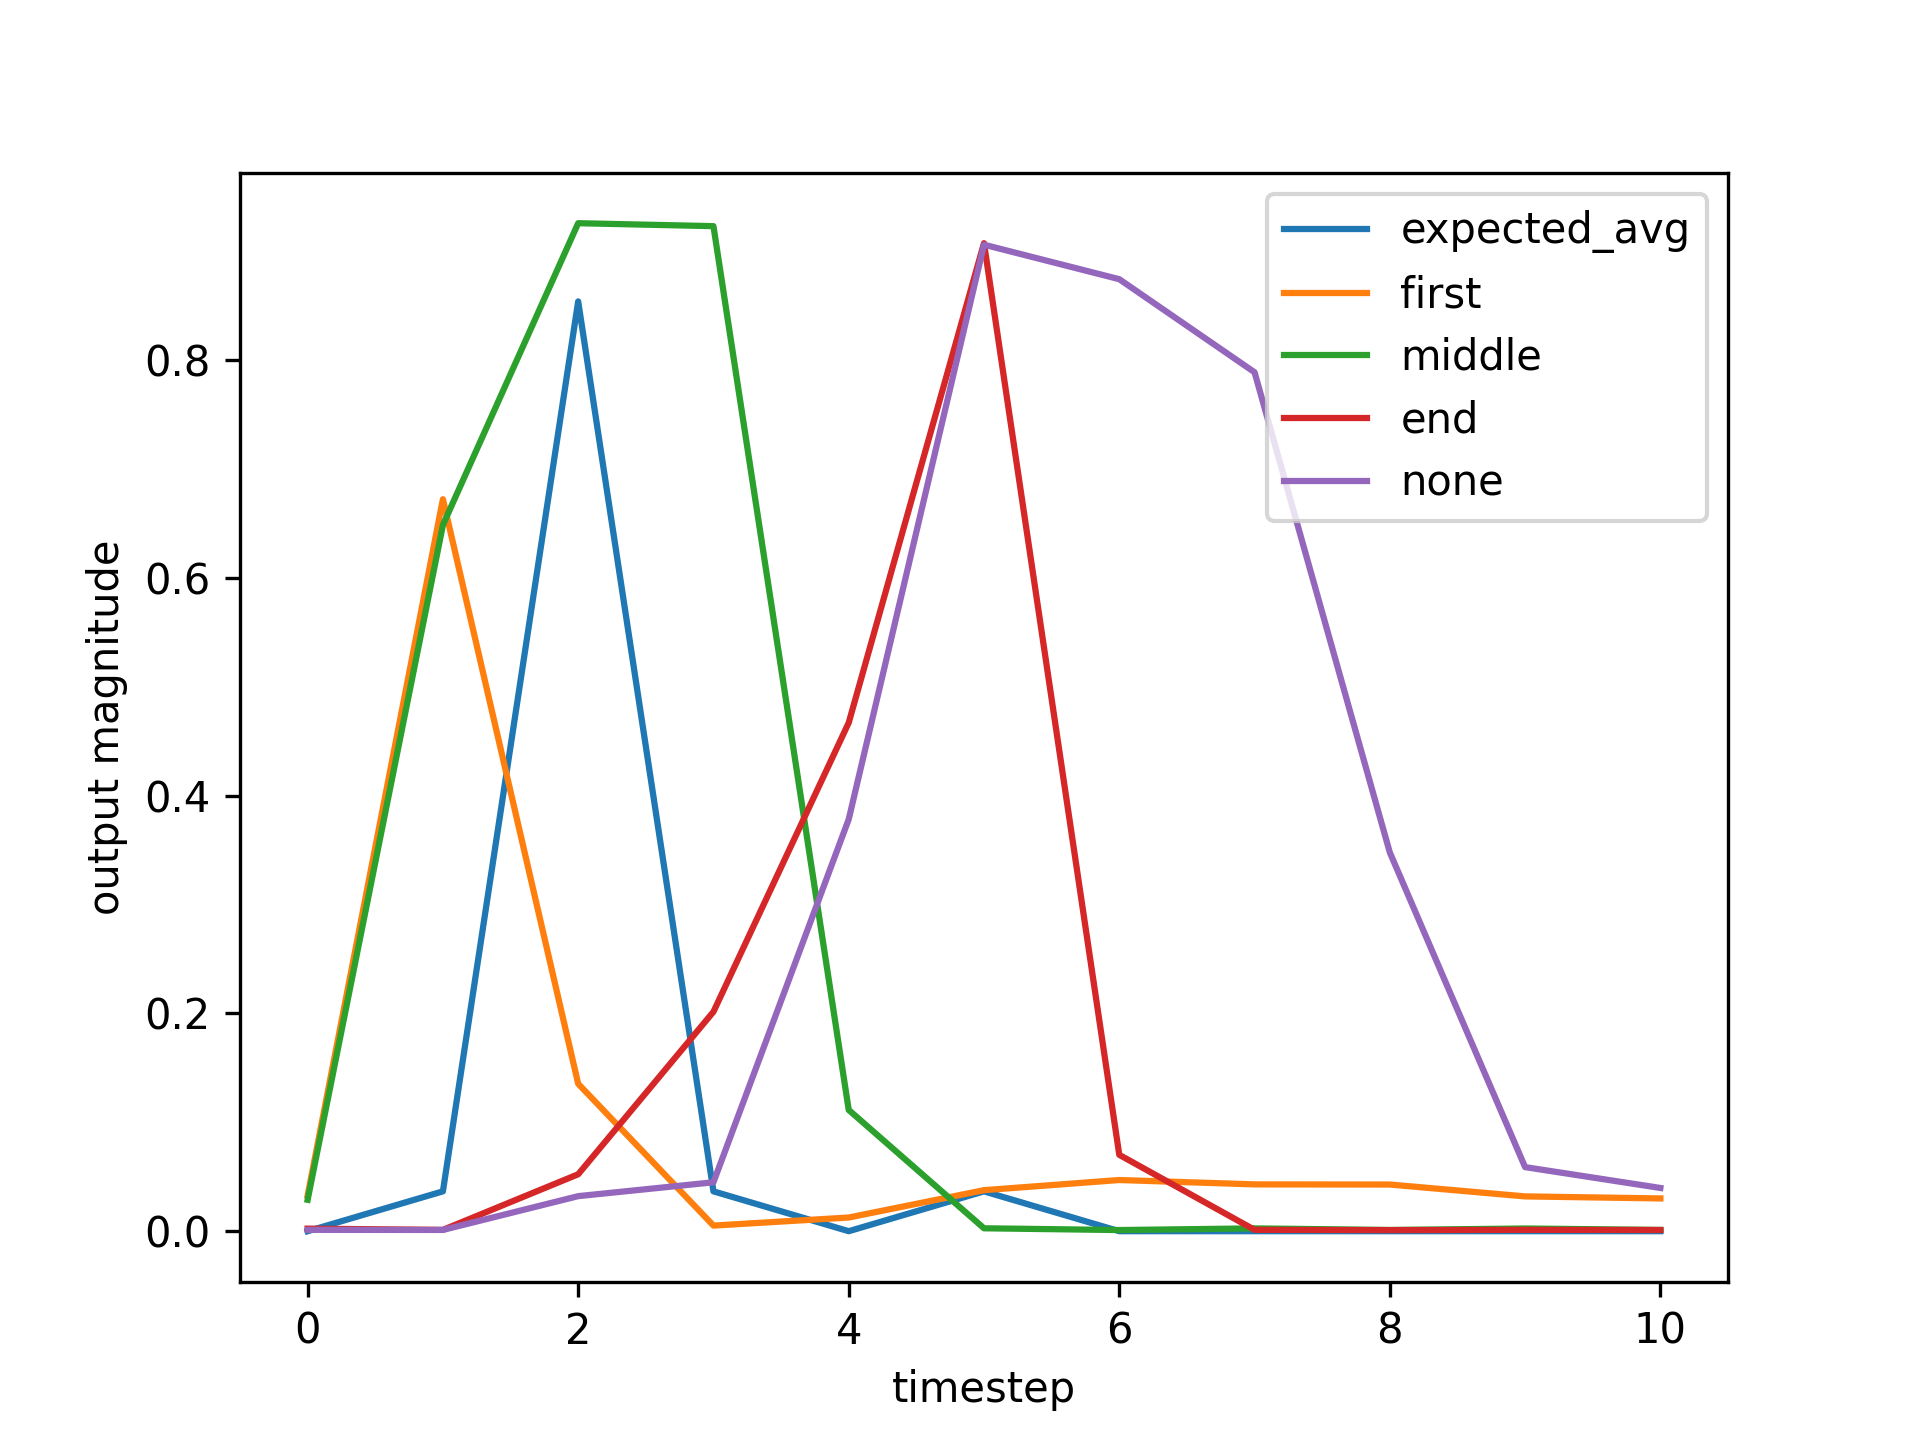 expected_avg
first
middle
end
none
0.8
0.6
0.4
0.2
0.0
output magnitude
0 2 4 6 8 10
timestep